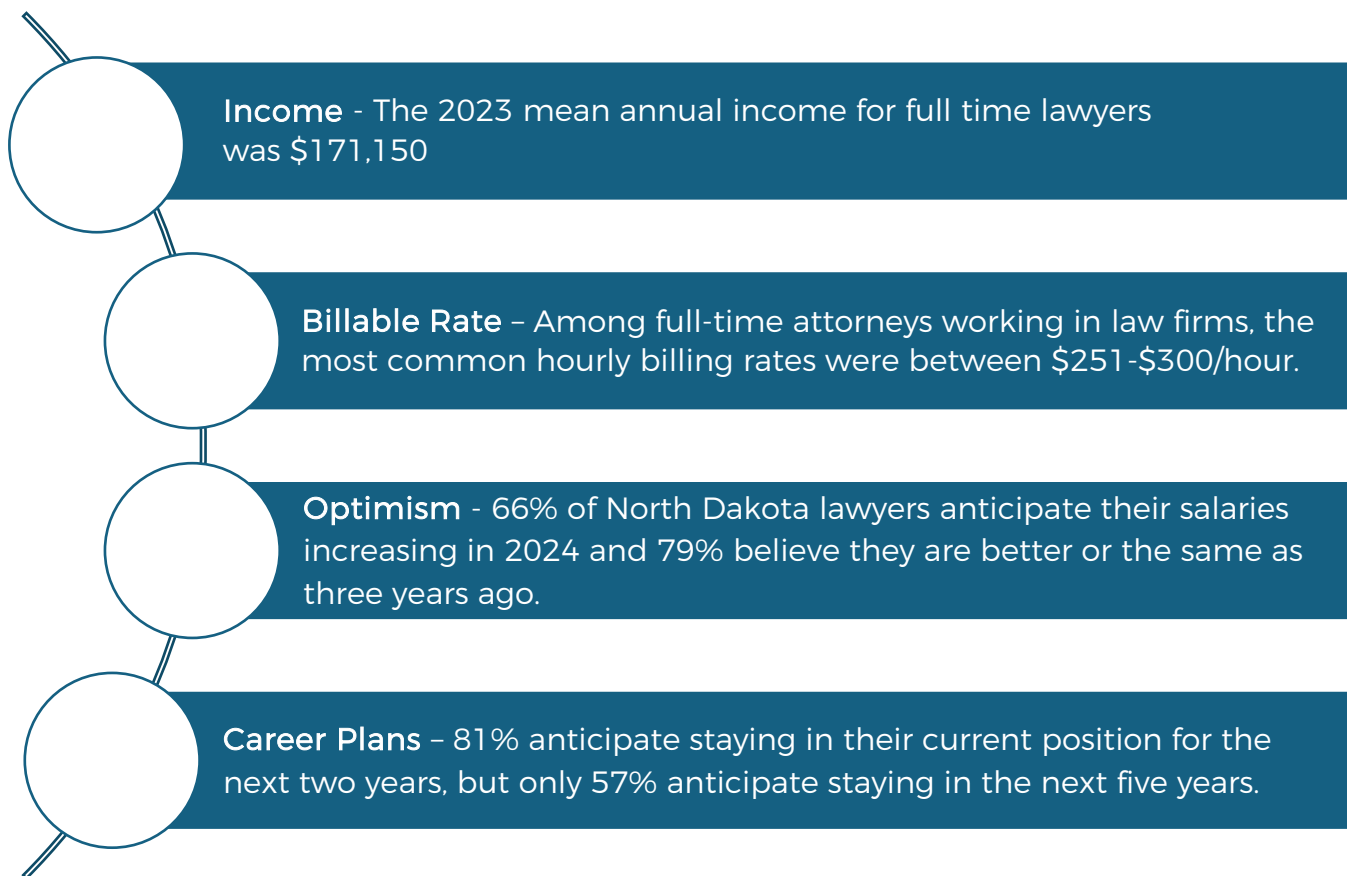 Income - The 2023 mean annual income for full time lawyers
was $171,150
Billable Rate – Among full-time attorneys working in law firms, the
most common hourly billing rates were between $251-$300/hour.
Optimism - 66% of North Dakota lawyers anticipate their salaries
increasing in 2024 and 79% believe they are better or the same as
three years ago.
Career Plans – 81% anticipate staying in their current position for the
next two years, but only 57% anticipate staying in the next five years.